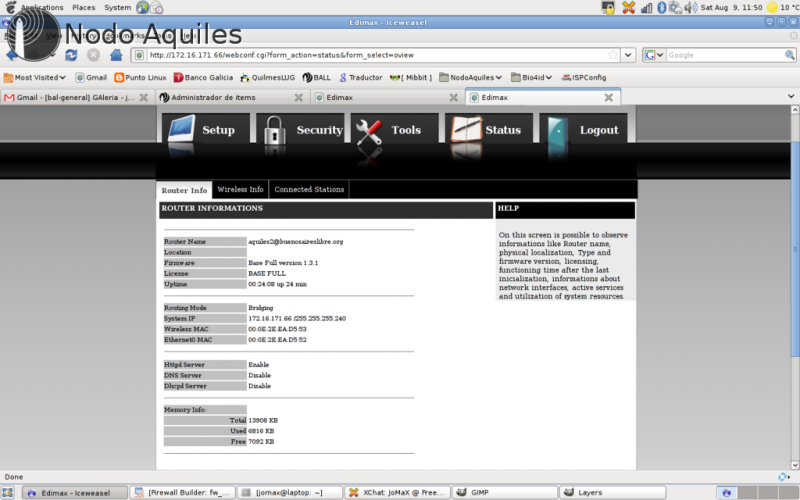 Applications Places System Sat Aug 9, 11:50 10 °C
Edimax - Iceweasel
Nodo Aquiles
View History Bookmarks Tools Help
http://172.16.171.66/webconf.cgi?form_action=status&form_select=oview
Google
Most Visited Gmail Punto Linux Banco Galicia QuilmesLUG BALL Traductor [ Mibbit ] NodoAquiles Bio4id ISPConfig
Gmail - [bal-general] GAleria - j... Administrador de items Edimax Edimax
Setup Security Tools Status Logout
Router Info Wireless Info Connected Stations
ROUTER INFORMATIONS
Router Name aquiles2@buenosaireslibre.org
Location
Firmware Base Full version 1.3.1
License BASE FULL
Uptime 00:24:08 up 24 min
Routing Mode Bridging
System IP 172.16.171.66 /255.255.255.240
Wireless MAC 00:0E:2E:EA:D5:53
Ethernet0 MAC 00:0E:2E:EA:D5:52
Httpd Server Enable
DNS Server Disable
Dhcpd Server Disable
Memory Info:
Total 13908 KB
Used 6816 KB
Free 7092 KB
HELP
On this screen is possible to observe
informations like Router name,
physical localization, Type and
firmware version, licensing,
functioning time after the last
inicialization, informations about
network interfaces, active services
and utilization of system resources
Done
Edimax - Iceweasel [Firewall Builder: fw_... [jomax@laptop: ~] XChat: JoMaX @ Free... GIMP Layers